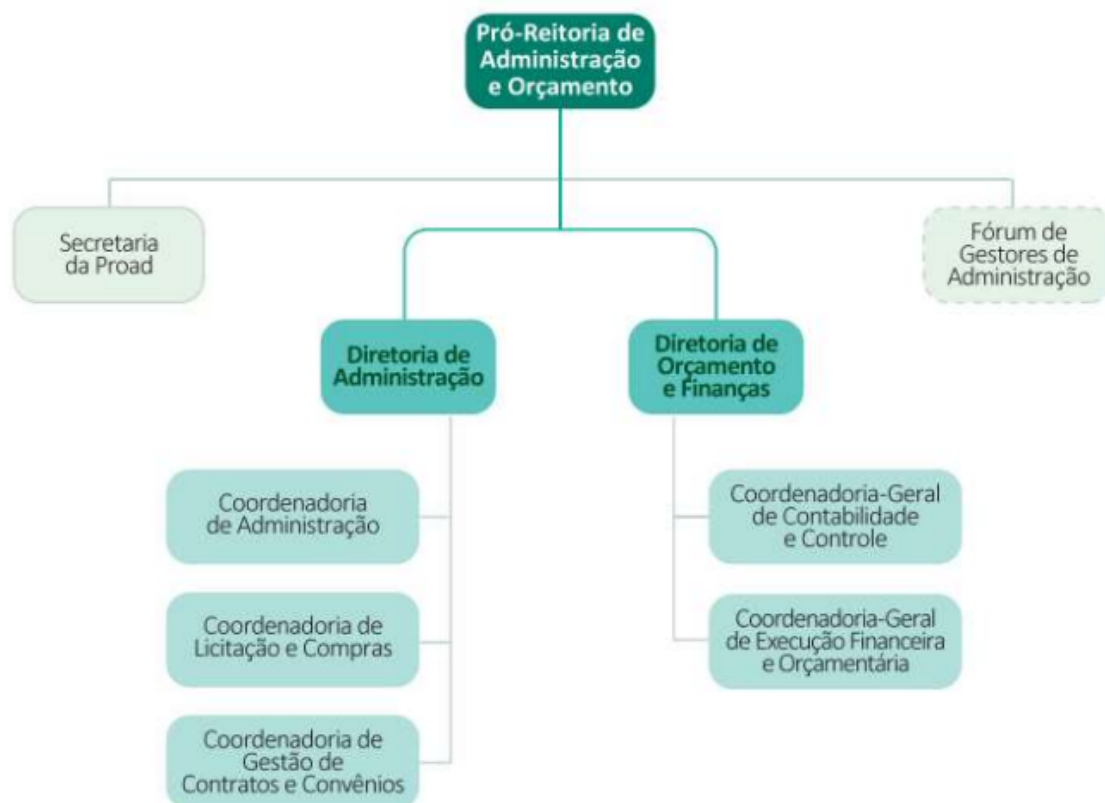 Pró-Reitoria de
Administração
e Orçamento
Secretaria
da Proad
Fórum de
Gestores de
Administração
Diretoria de
Administração
Diretoria de
Orçamento
e Finanças
Coordenadoria
de Administração
Coordenadoria-Geral
de Contabilidade
e Controle
Coordenadoria de
Licitação e Compras
Coordenadoria-Geral
de Execução Financeira
e Orçamentária
Coordenadoria de
Gestão de
Contratos e Convênios